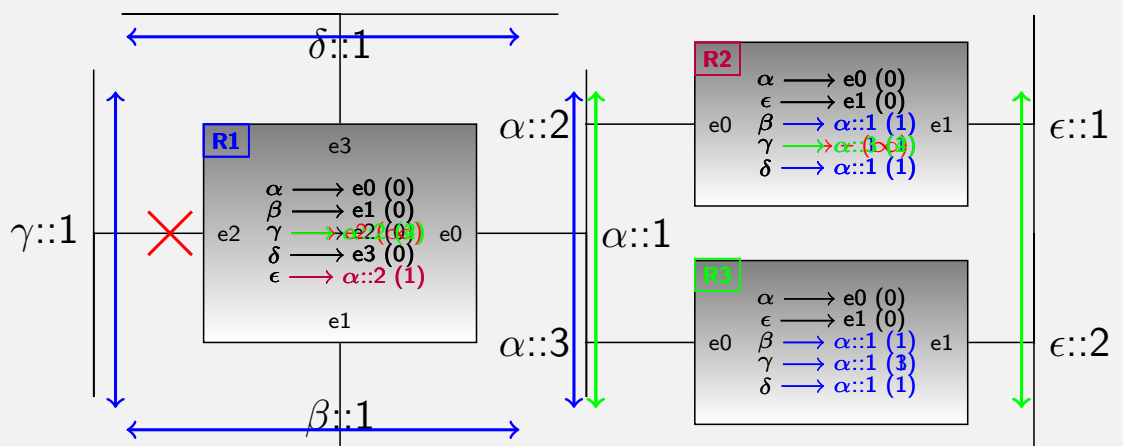 δ::1
R1
e3
α → e0 (0)
β → e1 (0)
γ
δ → e3 (0)
ϵ → α::2 (1)
e2
e0
e1
γ::1
β::1
α::2
α::1
α::3
R2
α → e0 (0)
ϵ → e1 (0)
β → α::1 (1)
γ
δ → α::1 (1)
e0
e1
ϵ::1
R3
α → e0 (0)
ϵ → e1 (0)
β → α::1 (1)
γ → α::1
δ → α::1 (1)
e0
e1
ϵ::2